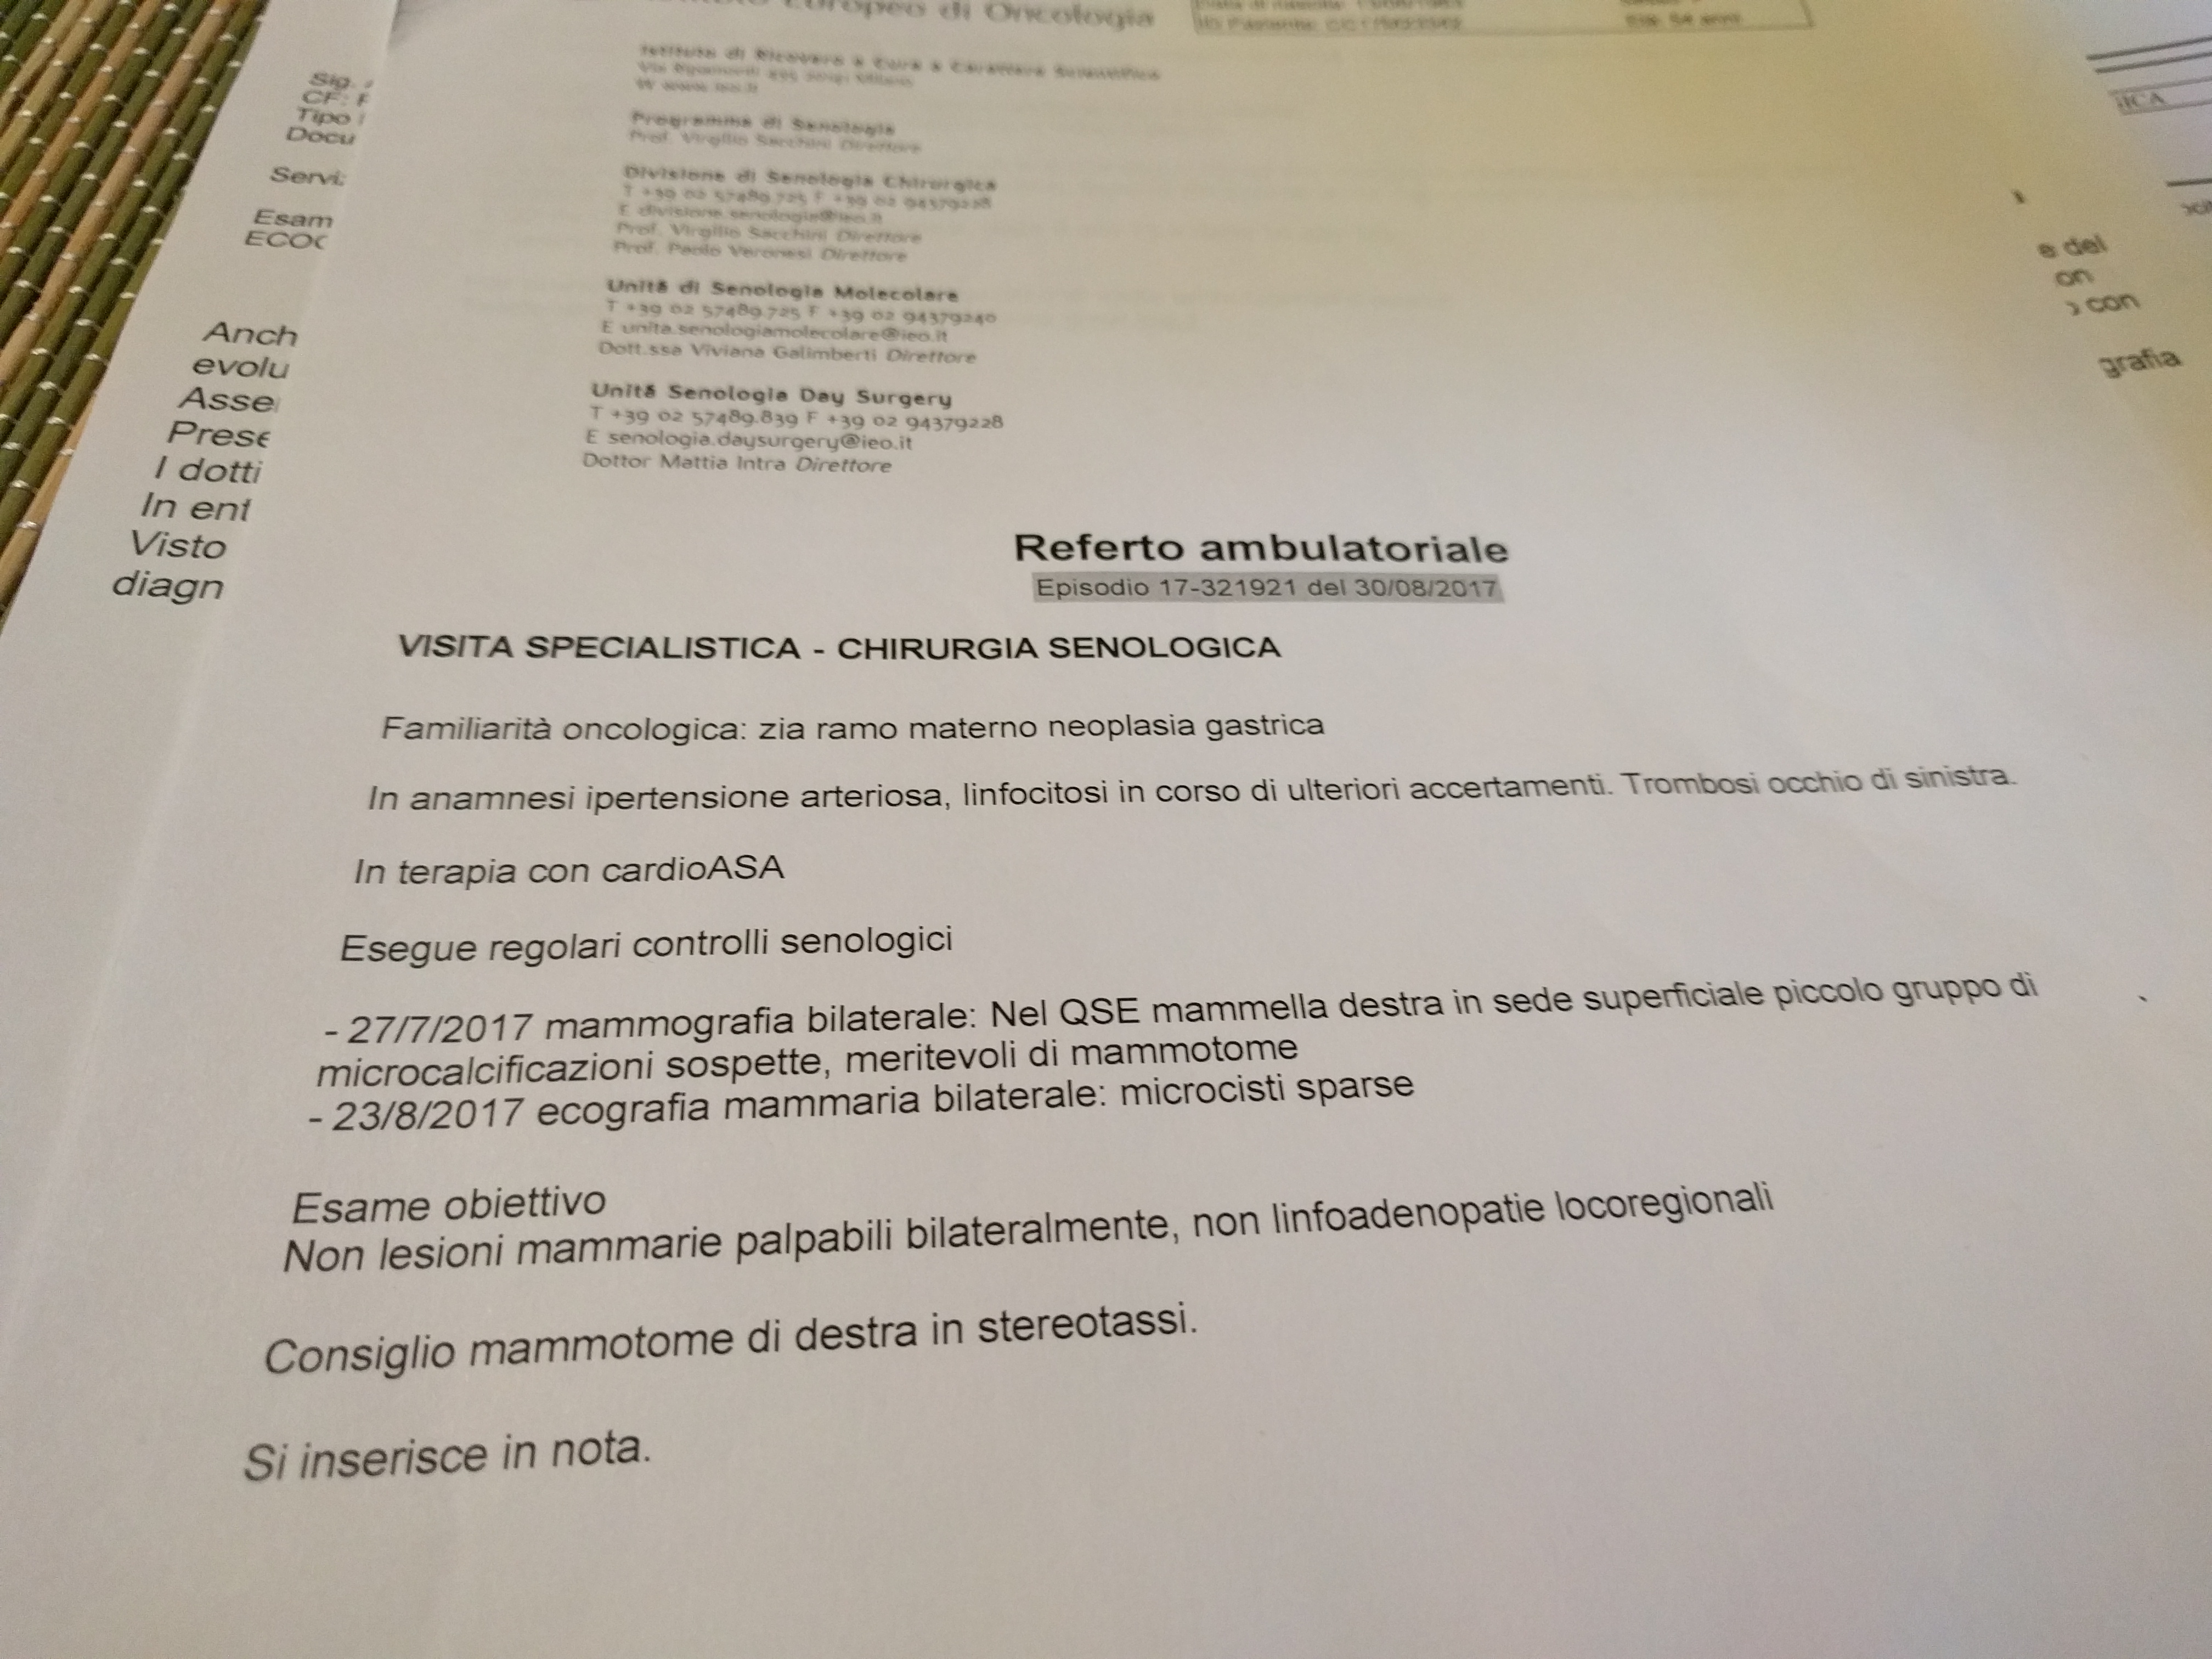 Europeo di Oncologia
Istituto di Ricovero e Cura a Carattere Scientifico
Programma di Senologia
Prof. Virgilio Sacchini Direttore
Divisione di Senologia Chirurgica
T +39 02 57489.725 F +39 02 94379228
E divisione.senologia@ieo.it
Prof. Virgilio Sacchini Direttore
Prof. Paolo Veronesi Direttore
Unità di Senologia Molecolare
T +39 02 57489.725 F +39 02 94379240
E unita.senologiamolecolare@ieo.it
Dott.ssa Viviana Galimberti Direttore
Unità Senologia Day Surgery
T +39 02 57489.839 F +39 02 94379228
E senologia.daysurgery@ieo.it
Dottor Mattia Intra Direttore
Referto ambulatoriale
Episodio 17-321921 del 30/08/2017
VISITA SPECIALISTICA - CHIRURGIA SENOLOGICA
Familiarità oncologica: zia ramo materno neoplasia gastrica
In anamnesi ipertensione arteriosa, linfocitosi in corso di ulteriori accertamenti. Trombosi occhio di sinistra.
In terapia con cardioASA
Esegue regolari controlli senologici
- 27/7/2017 mammografia bilaterale: Nel QSE mammella destra in sede superficiale piccolo gruppo di
microcalcificazioni sospette, meritevoli di mammotome
- 23/8/2017 ecografia mammaria bilaterale: microcisti sparse
Esame obiettivo
Non lesioni mammarie palpabili bilateralmente, non linfoadenopatie locoregionali
Consiglio mammotome di destra in stereotassi.
Si inserisce in nota.
Sig.
CF:
Tipo
Docu
Servi
Esam
ECOG
Anch
evolu
Asse
Prese
I dotti
In ent
Visto
diagn
e del
on
con
grafia